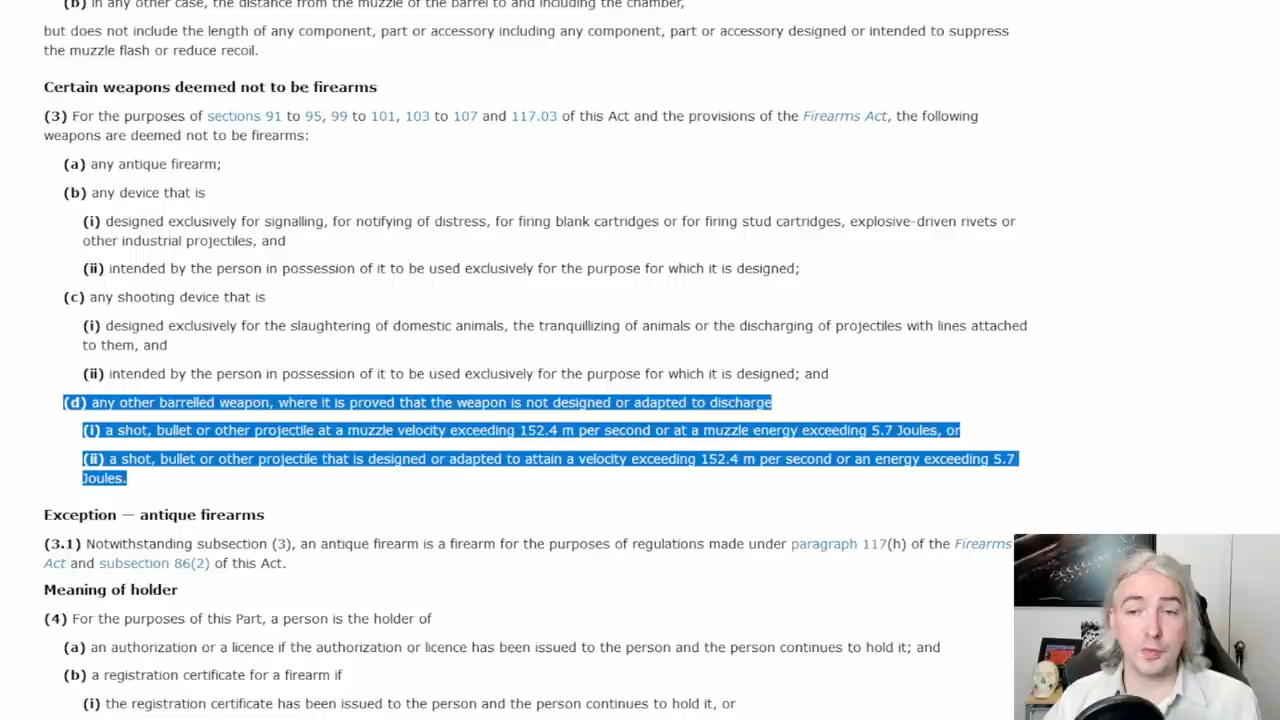 (b) in any other case, the distance from the muzzle of the barrel to and including the chamber,
but does not include the length of any component, part or accessory including any component, part or accessory designed or intended to suppress
the muzzle flash or reduce recoil.
Certain weapons deemed not to be firearms
(3) For the purposes of sections 91 to 95, 99 to 101, 103 to 107 and 117.03 of this Act and the provisions of the Firearms Act, the following
weapons are deemed not to be firearms:
(a) any antique firearm;
(b) any device that is
(i) designed exclusively for signalling, for notifying of distress, for firing blank cartridges or for firing stud cartridges, explosive-driven rivets or
other industrial projectiles, and
(ii) intended by the person in possession of it to be used exclusively for the purpose for which it is designed;
(c) any shooting device that is
(i) designed exclusively for the slaughtering of domestic animals, the tranquillizing of animals or the discharging of projectiles with lines attached
to them, and
(ii) intended by the person in possession of it to be used exclusively for the purpose for which it is designed; and
(d) any other barrelled weapon, where it is proved that the weapon is not designed or adapted to discharge
(i) a shot, bullet or other projectile at a muzzle velocity exceeding 152.4 m per second or at a muzzle energy exceeding 5.7 Joules, or
(ii) a shot, bullet or other projectile that is designed or adapted to attain a velocity exceeding 152.4 m per second or an energy exceeding 5.7
Joules.
Exception — antique firearms
(3.1) Notwithstanding subsection (3), an antique firearm is a firearm for the purposes of regulations made under paragraph 117(h) of the Firearms
Act and subsection 86(2) of this Act.
Meaning of holder
(4) For the purposes of this Part, a person is the holder of
(a) an authorization or a licence if the authorization or licence has been issued to the person and the person continues to hold it; and
(b) a registration certificate for a firearm if
(i) the registration certificate has been issued to the person and the person continues to hold it, or